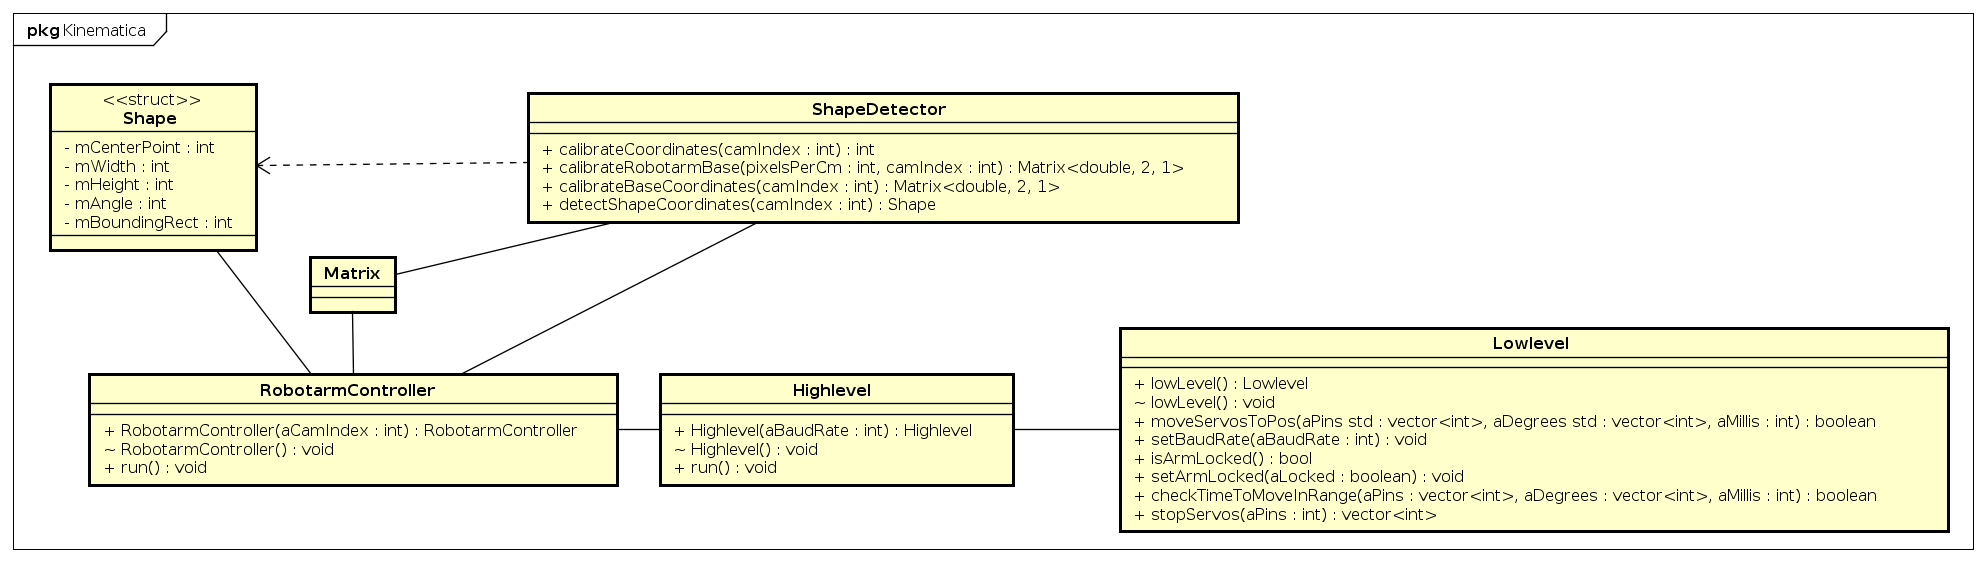 pkg Kinematica
<<struct>>
Shape
- mCenterPoint : int
- mWidth : int
- mHeight : int
- mAngle : int
- mBoundingRect : int
ShapeDetector
+ calibrateCoordinates(camIndex : int) : int
+ calibrateRobotarmBase(pixelsPerCm : int, camIndex : int) : Matrix<double, 2, 1>
+ calibrateBaseCoordinates(camIndex : int) : Matrix<double, 2, 1>
+ detectShapeCoordinates(camIndex : int) : Shape
Matrix
RobotarmController
+ RobotarmController(aCamIndex : int) : RobotarmController
~ RobotarmController() : void
+ run() : void
Highlevel
+ Highlevel(aBaudRate : int) : Highlevel
~ Highlevel() : void
+ run() : void
Lowlevel
+ lowLevel() : Lowlevel
~ lowLevel() : void
+ moveServosToPos(aPins std : vector<int>, aDegrees std : vector<int>, aMillis : int) : boolean
+ setBaudRate(aBaudRate : int) : void
+ isArmLocked() : bool
+ setArmLocked(aLocked : boolean) : void
+ checkTimeToMoveInRange(aPins : vector<int>, aDegrees : vector<int>, aMillis : int) : boolean
+ stopServos(aPins : int) : vector<int>